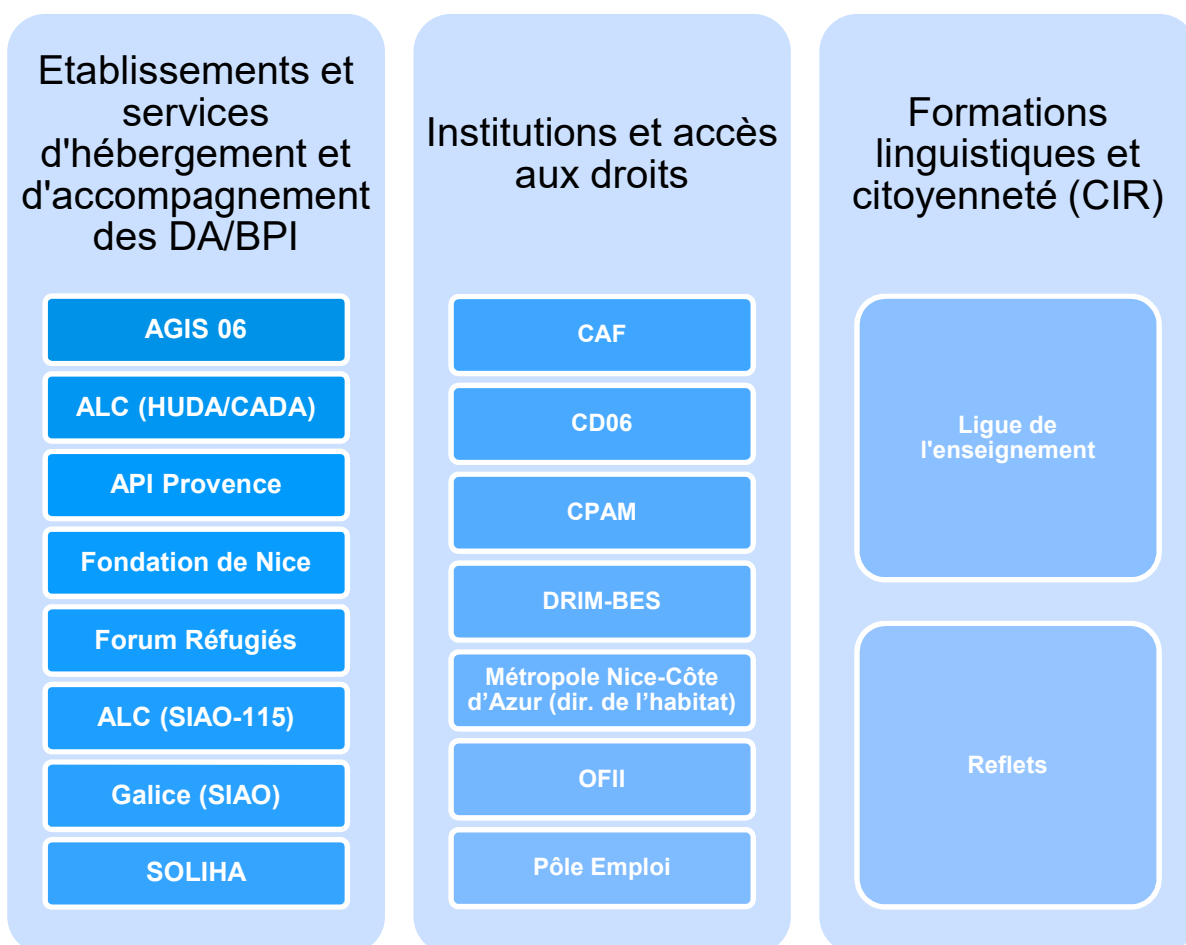 Etablissements et
services
d'hébergement et
d'accompagnement
des DA/BPI
AGIS 06
ALC (HUDA/CADA)
API Provence
Fondation de Nice
Forum Réfugiés
ALC (SIAO-115)
Galice (SIAO)
SOLIHA
Institutions et accès
aux droits
CAF
CD06
CPAM
DRIM-BES
Métropole Nice-Côte
d’Azur (dir. de l’habitat)
OFII
Pôle Emploi
Formations
linguistiques et
citoyenneté (CIR)
Ligue de
l'enseignement
Reflets